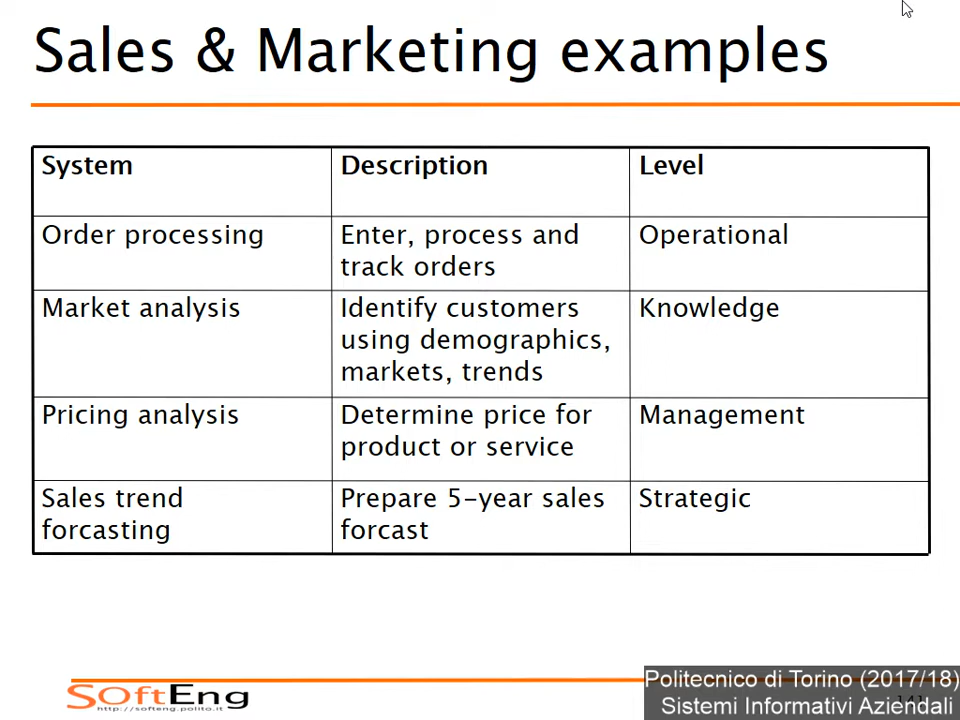 Sales & Marketing examples
System Description Level
Order processing Enter, process and track orders Operational
Market analysis Identify customers using demographics, markets, trends Knowledge
Pricing analysis Determine price for product or service Management
Sales trend forcasting Prepare 5-year sales forcast Strategic
SoftEng
http://softeng.polito.it
Politecnico di Torino (2017/18)
Sistemi Informativi Aziendali